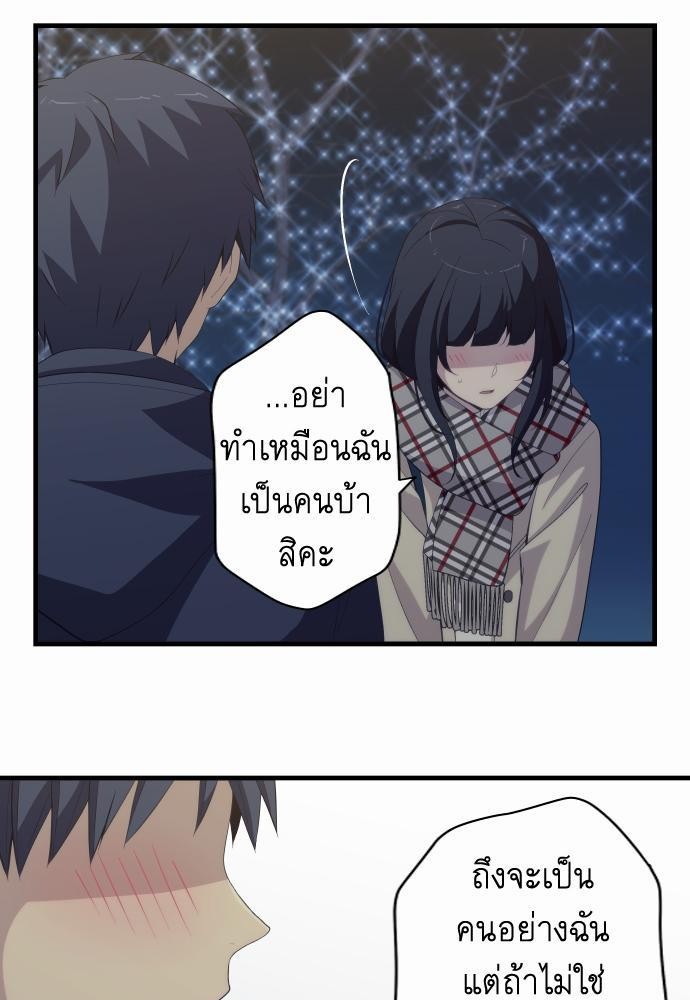 ...อย่า
ทำเหมือนฉัน
เป็นคนบ้า
สิคะ
ถึงจะเป็น
คนอย่างฉัน
แต่ถ้าไม่ใช่